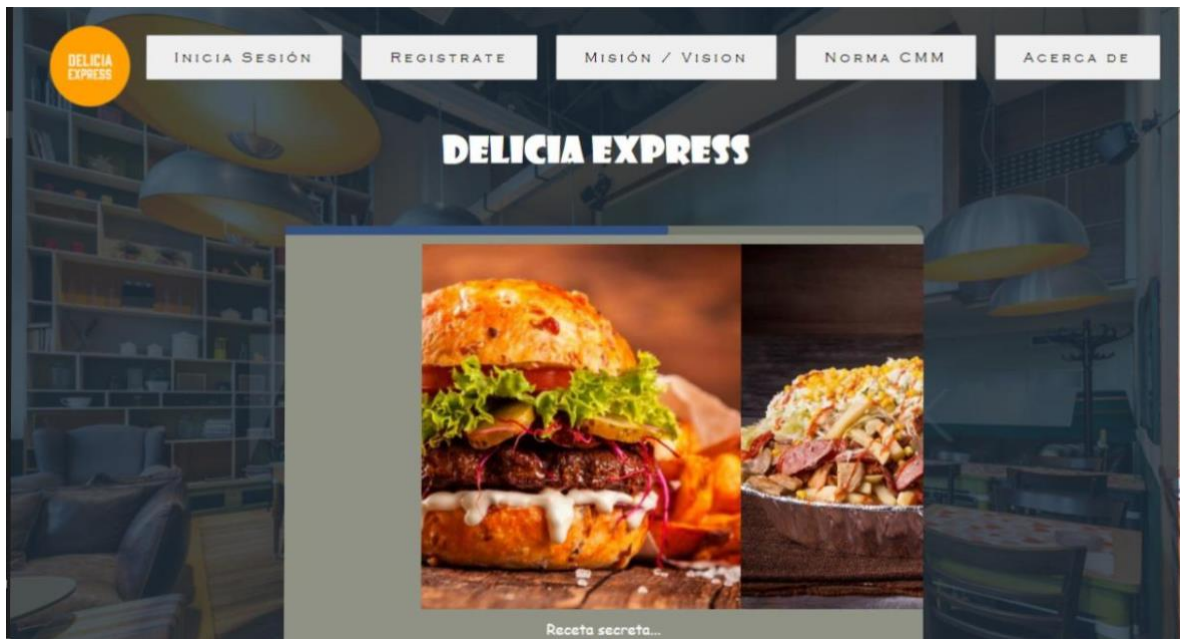 DELICIA
EXPRESS
INICIA SESIÓN
REGISTRATE
MISIÓN / VISION
NORMA CMM
ACERCA DE
DELICIA EXPRESS
Receta secreta...